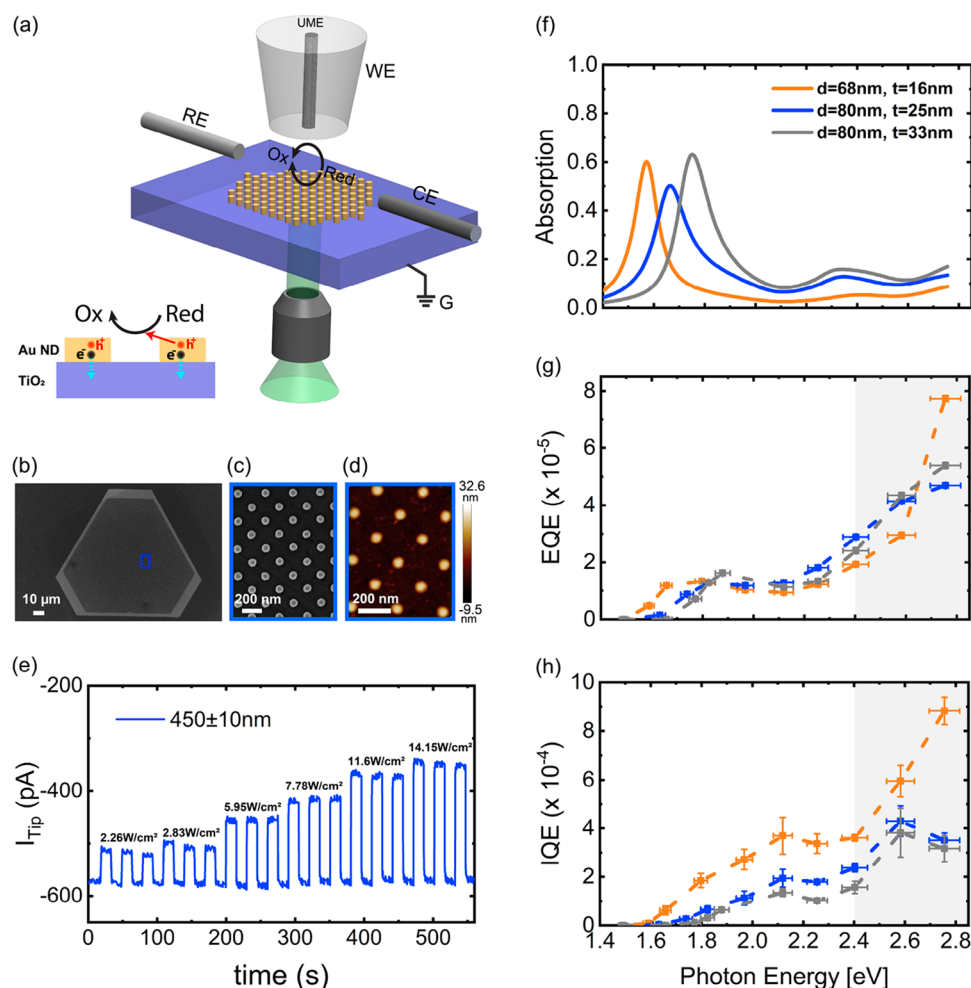 (a)
UME
WE
RE
Ox
Red
CE
G
Ox Red
Au ND
h⁺ h⁺
e⁻ e⁻
TiO₂
(b)
10 µm
(c)
200 nm
(d)
200 nm
32.6
nm
-9.5
nm
(e)
-200
-400
-600
I_Tip (pA)
450±10nm
2.26W/cm²
2.83W/cm²
5.95W/cm²
7.78W/cm²
11.6W/cm²
14.15W/cm²
0 100 200 300 400 500
time (s)
(f)
1.0
0.8
0.6
0.4
0.2
0.0
Absorption
d=68nm, t=16nm
d=80nm, t=25nm
d=80nm, t=33nm
(g)
8
6
4
2
0
EQE (x 10⁻⁵)
(h)
10
8
6
4
2
0
IQE (x 10⁻⁴)
1.4 1.6 1.8 2.0 2.2 2.4 2.6 2.8
Photon Energy [eV]